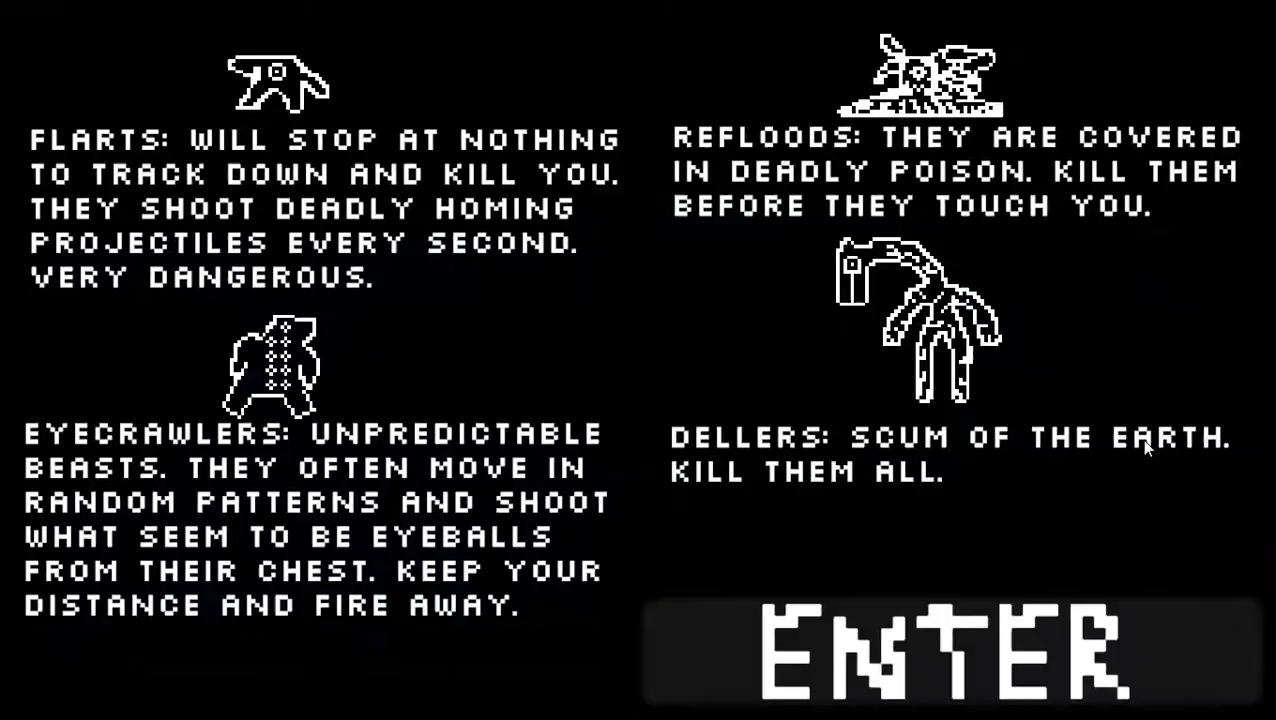 FLARTS: WILL STOP AT NOTHING
TO TRACK DOWN AND KILL YOU.
THEY SHOOT DEADLY HOMING
PROJECTILES EVERY SECOND.
VERY DANGEROUS.
EYECRAWLERS: UNPREDICTABLE
BEASTS. THEY OFTEN MOVE IN
RANDOM PATTERNS AND SHOOT
WHAT SEEM TO BE EYEBALLS
FROM THEIR CHEST. KEEP YOUR
DISTANCE AND FIRE AWAY.
REFLOODS: THEY ARE COVERED
IN DEADLY POISON. KILL THEM
BEFORE THEY TOUCH YOU.
DELLERS: SCUM OF THE EARTH.
KILL THEM ALL.
ENTER